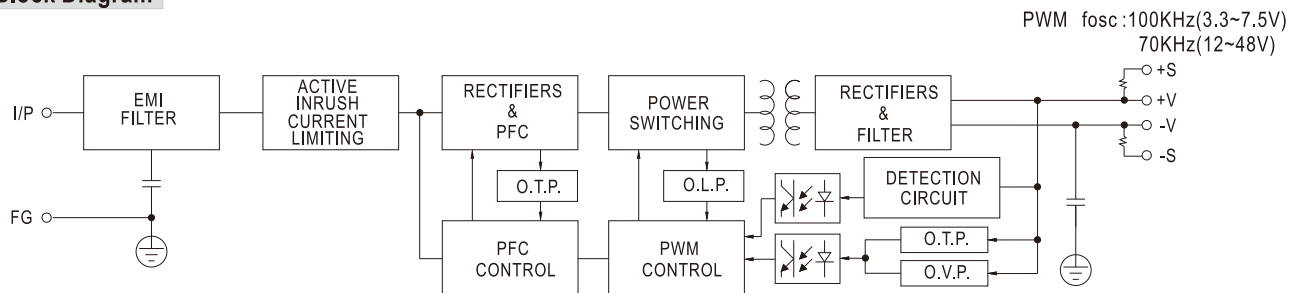 Block Diagram
PWM fosc :100KHz(3.3~7.5V)
70KHz(12~48V)
I/P
EMI
FILTER
ACTIVE
INRUSH
CURRENT
LIMITING
RECTIFIERS
&
PFC
POWER
SWITCHING
RECTIFIERS
&
FILTER
+S
+V
-V
-S
O.T.P.
O.L.P.
DETECTION
CIRCUIT
FG
PFC
CONTROL
PWM
CONTROL
O.T.P.
O.V.P.